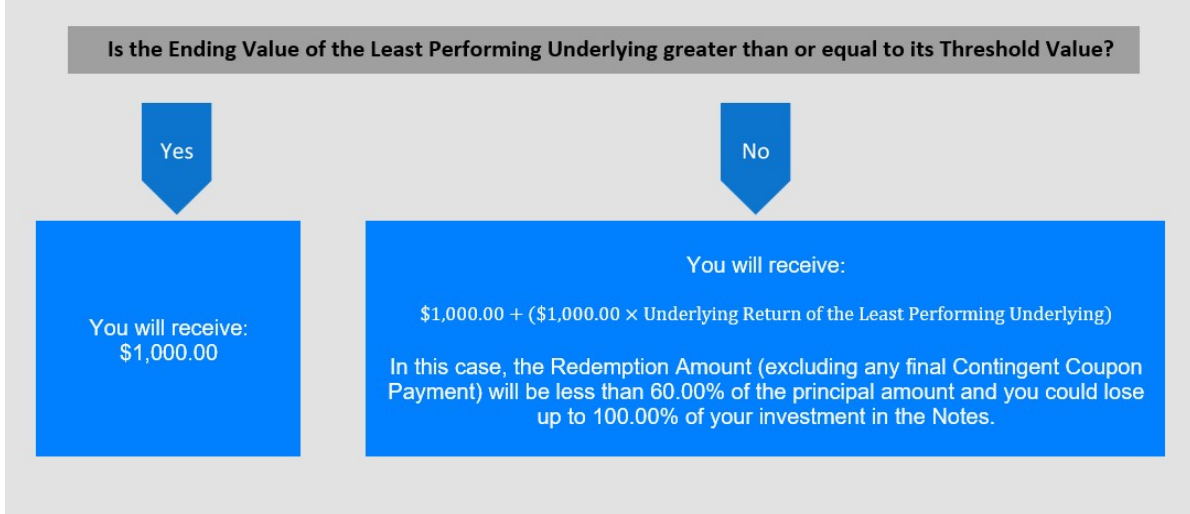 Is the Ending Value of the Least Performing Underlying greater than or equal to its Threshold Value?
Yes
No
You will receive:
$1,000.00
You will receive:
$1,000.00 + ($1,000.00 × Underlying Return of the Least Performing Underlying)
In this case, the Redemption Amount (excluding any final Contingent Coupon
Payment) will be less than 60.00% of the principal amount and you could lose
up to 100.00% of your investment in the Notes.